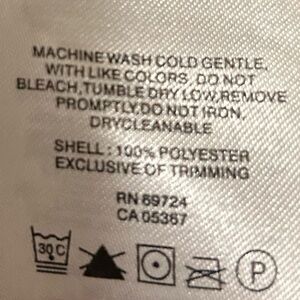 MACHINE WASH COLD GENTLE,
WITH LIKE COLORS, DO NOT
BLEACH,TUMBLE DRY LOW,REMOVE
PROMPTLY,DO NOT IRON.
DRYCLEANABLE
SHELL : 100% POLYESTER
EXCLUSIVE OF TRIMMING
RN 69724
CA 05367
30 C
P